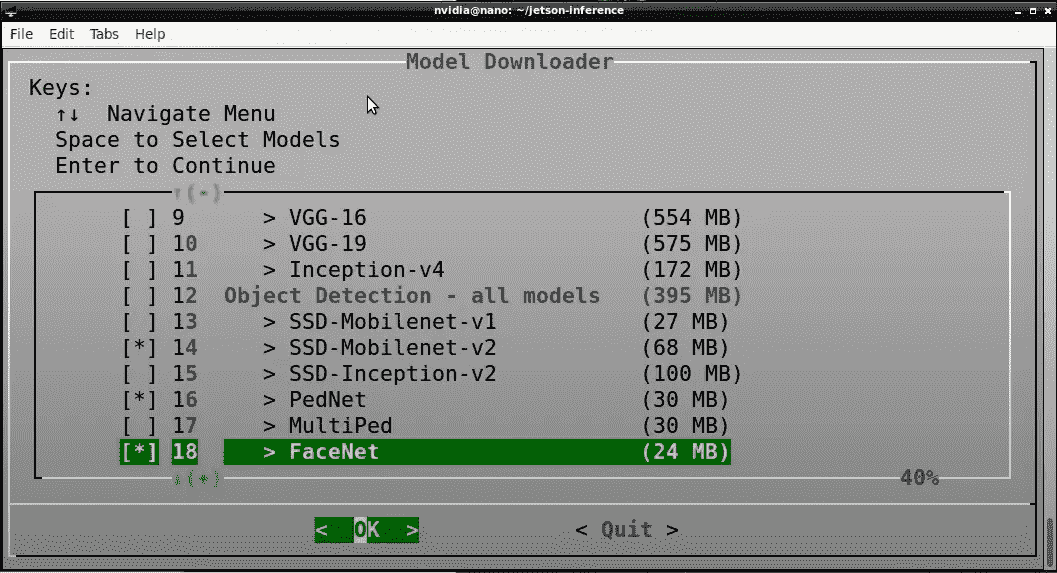 nvidia@nano: ~/jetson-inference
File Edit Tabs Help
Model Downloader
Keys:
↑↓ Navigate Menu
Space to Select Models
Enter to Continue
↑(-)
[ ] 9 > VGG-16 (554 MB)
[ ] 10 > VGG-19 (575 MB)
[ ] 11 > Inception-v4 (172 MB)
[ ] 12 Object Detection - all models (395 MB)
[ ] 13 > SSD-Mobilenet-v1 (27 MB)
[*] 14 > SSD-Mobilenet-v2 (68 MB)
[ ] 15 > SSD-Inception-v2 (100 MB)
[*] 16 > PedNet (30 MB)
[ ] 17 > MultiPed (30 MB)
[*] 18 > FaceNet (24 MB)
↓(+) 40%
< OK > < Quit >